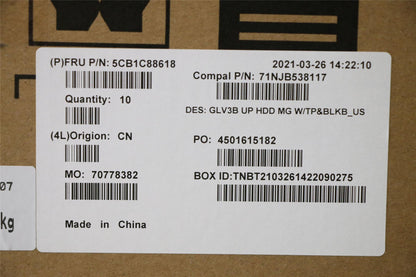 (P)FRU P/N: 5CB1C88618
2021-03-26 14:22:10
Compal P/N: 71NJB538117
Quantity: 10
DES: GLV3B UP HDD MG W/TP&BLKB_US
(4L)Origion: CN
PO: 4501615182
MO: 70778382
BOX ID:TNBT2103261422090275
Made in China
07
kg